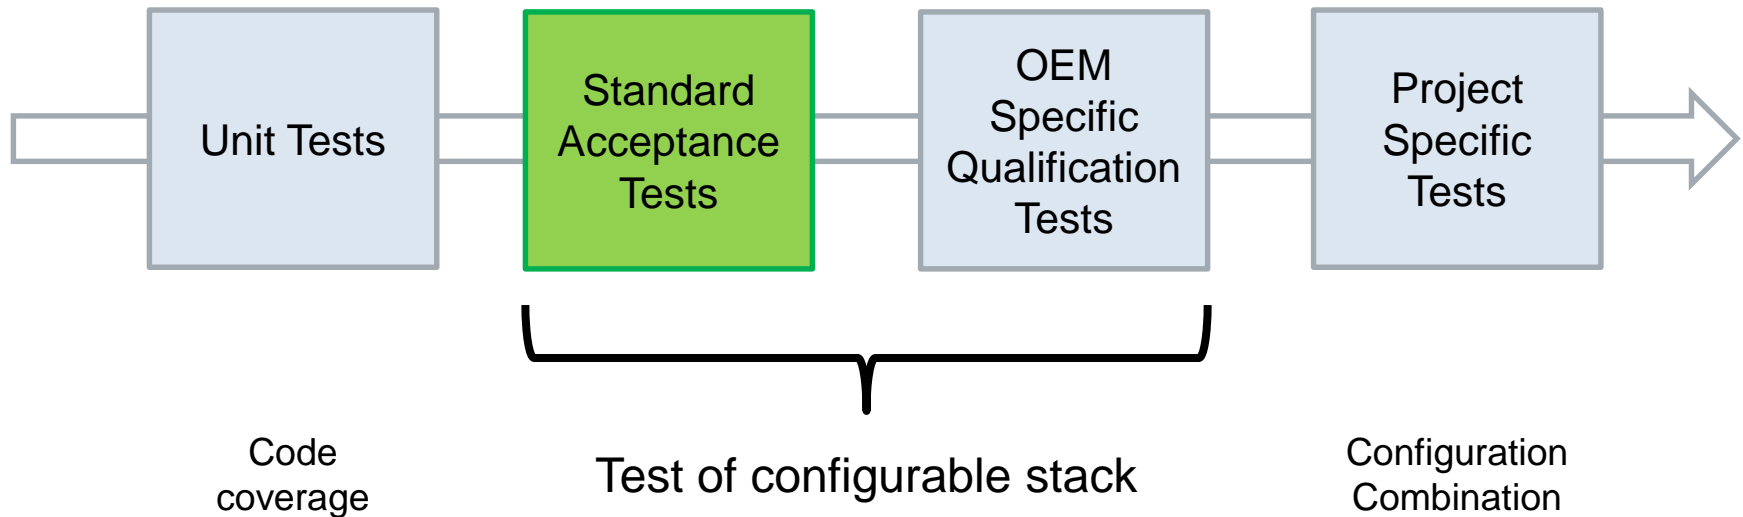 Unit Tests
Standard
Acceptance
Tests
OEM
Specific
Qualification
Tests
Project
Specific
Tests
Code
coverage
Test of configurable stack
Configuration
Combination